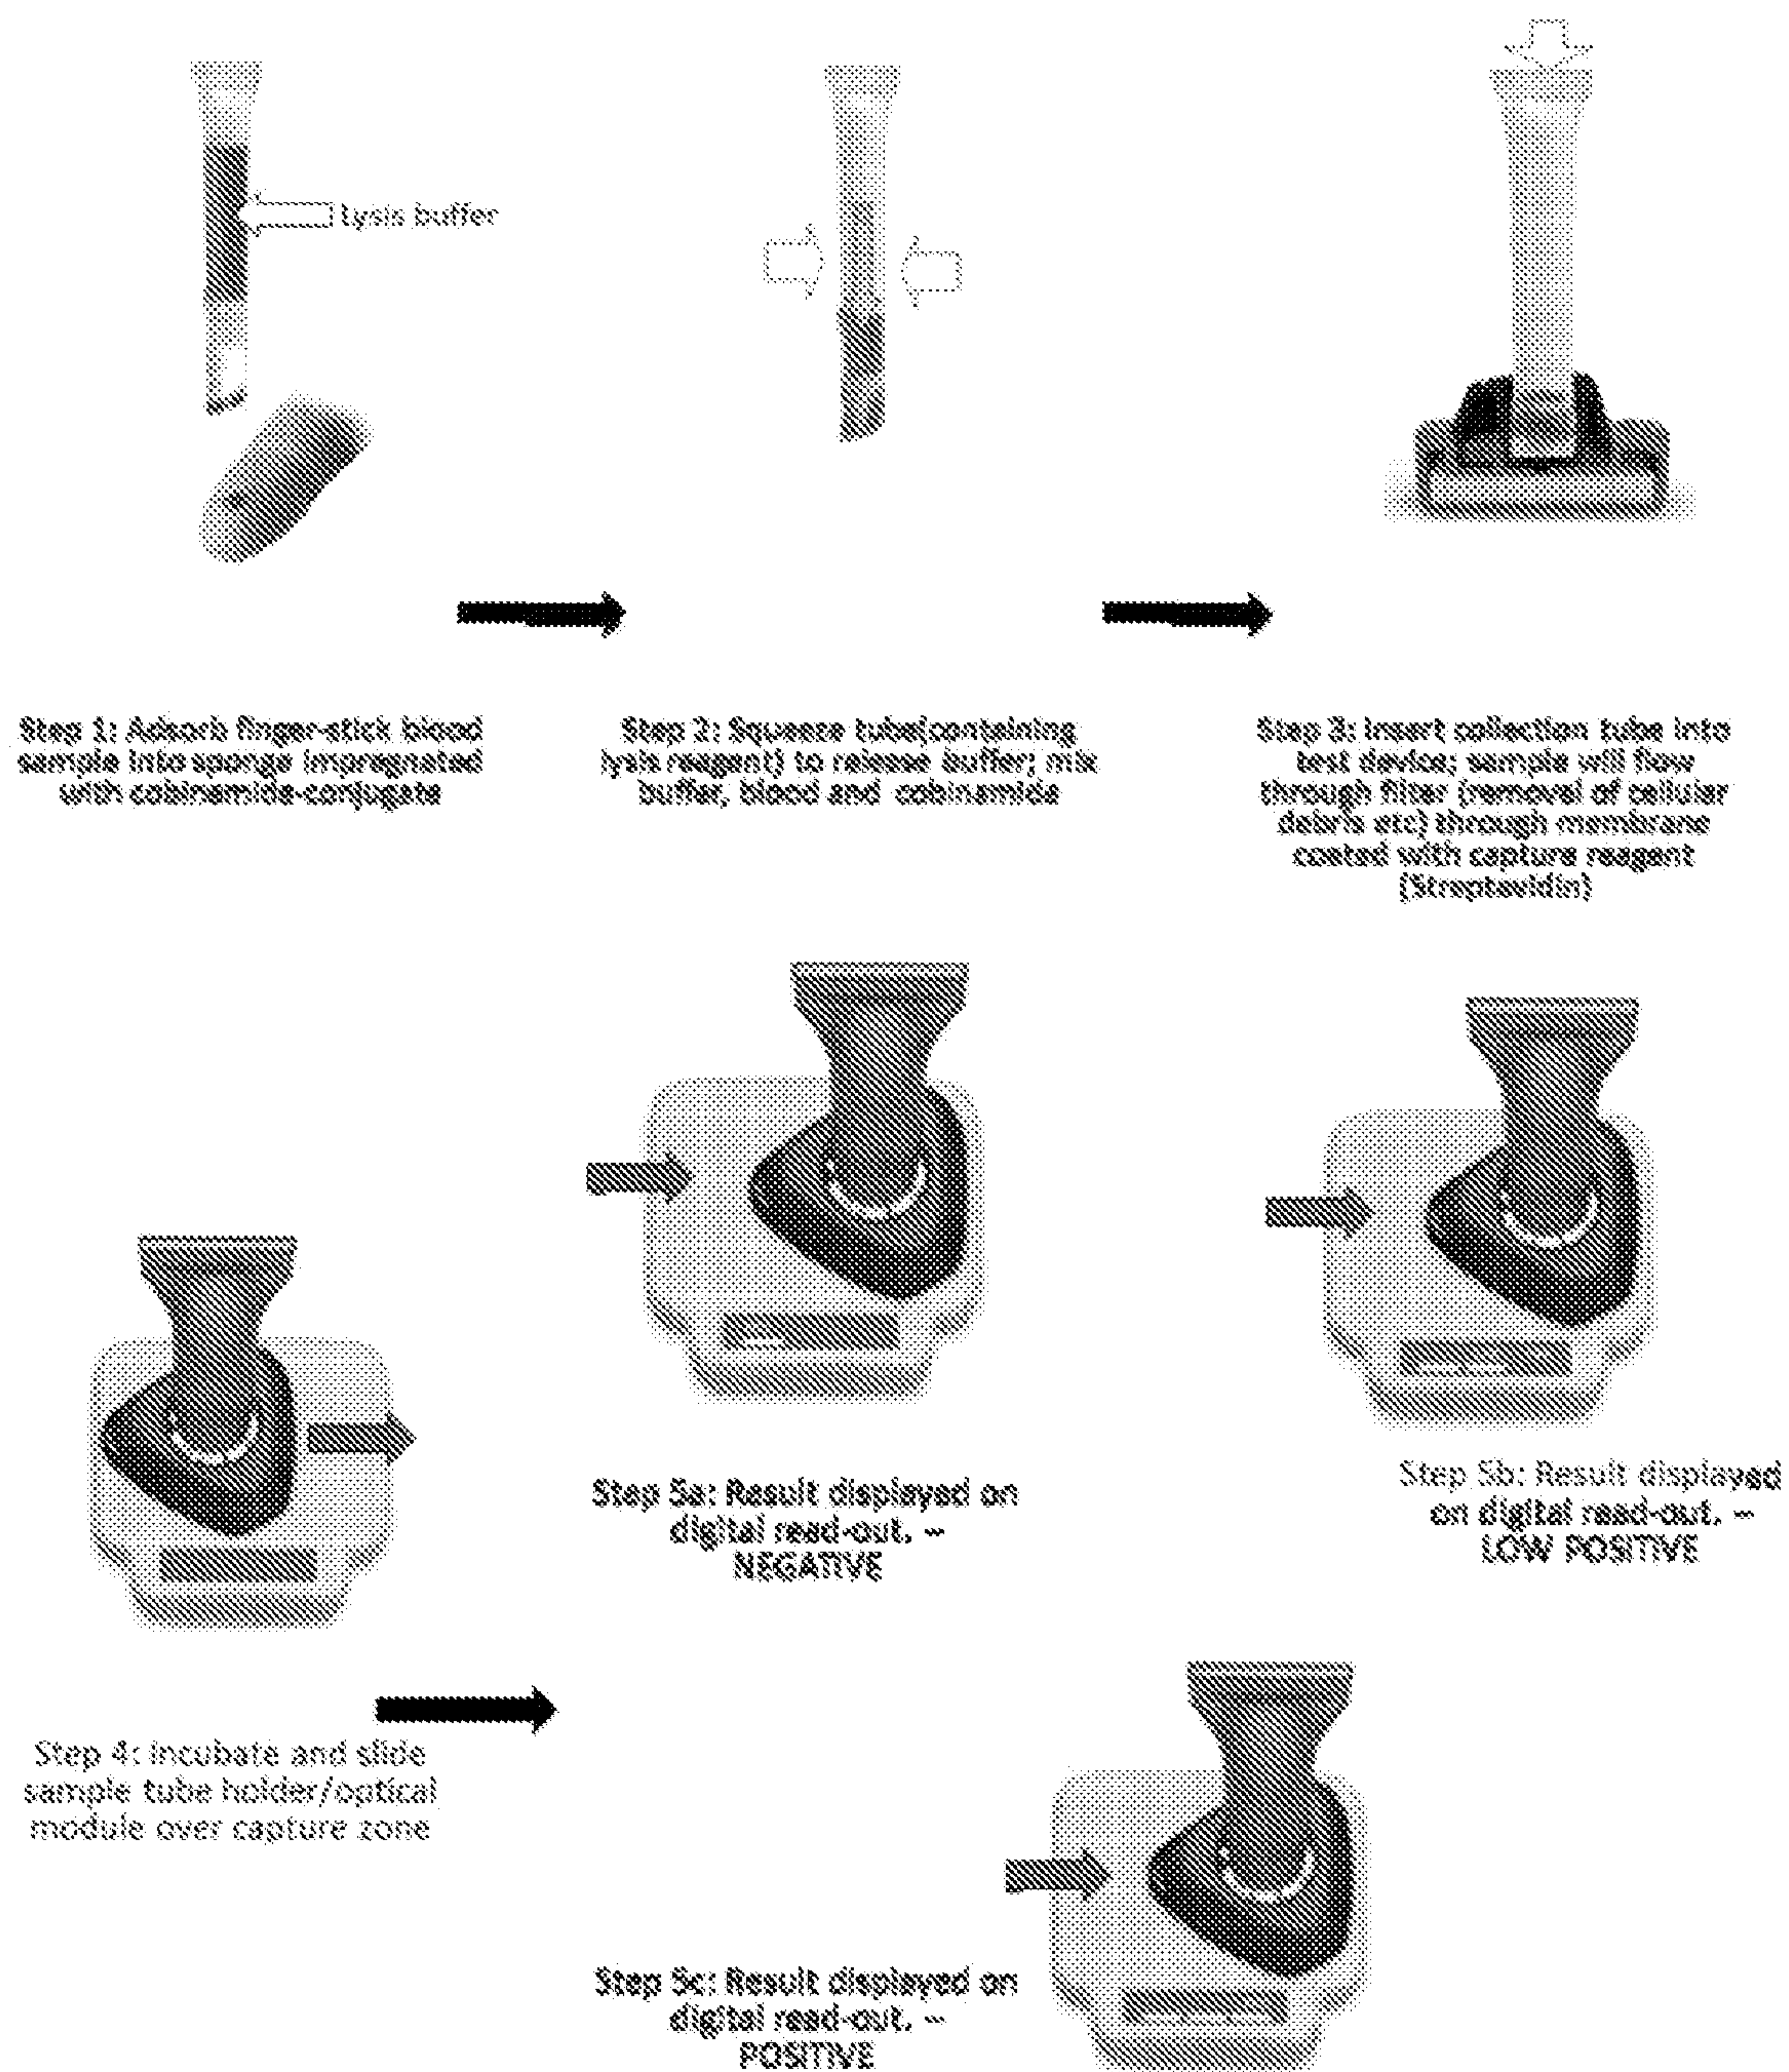 Lysis buffer
Step 1: Adsorb finger-stick blood
sample into sponge impregnated
with cobinamide-conjugate
Step 2: Squeeze tube(containing
lysis reagent) to release buffer; mix
buffer, blood and cobinamide
Step 3: Insert collection tube into
test device; sample will flow
through filter (removal of cellular
debris etc) through membrane
coated with capture reagent
(Streptavidin)
Step 4: Incubate and slide
sample tube holder/optical
module over capture zone
Step 5a: Result displayed on
digital read-out. –
NEGATIVE
Step 5b: Result displayed
on digital read-out. –
LOW POSITIVE
Step 5c: Result displayed on
digital read-out. –
POSITIVE